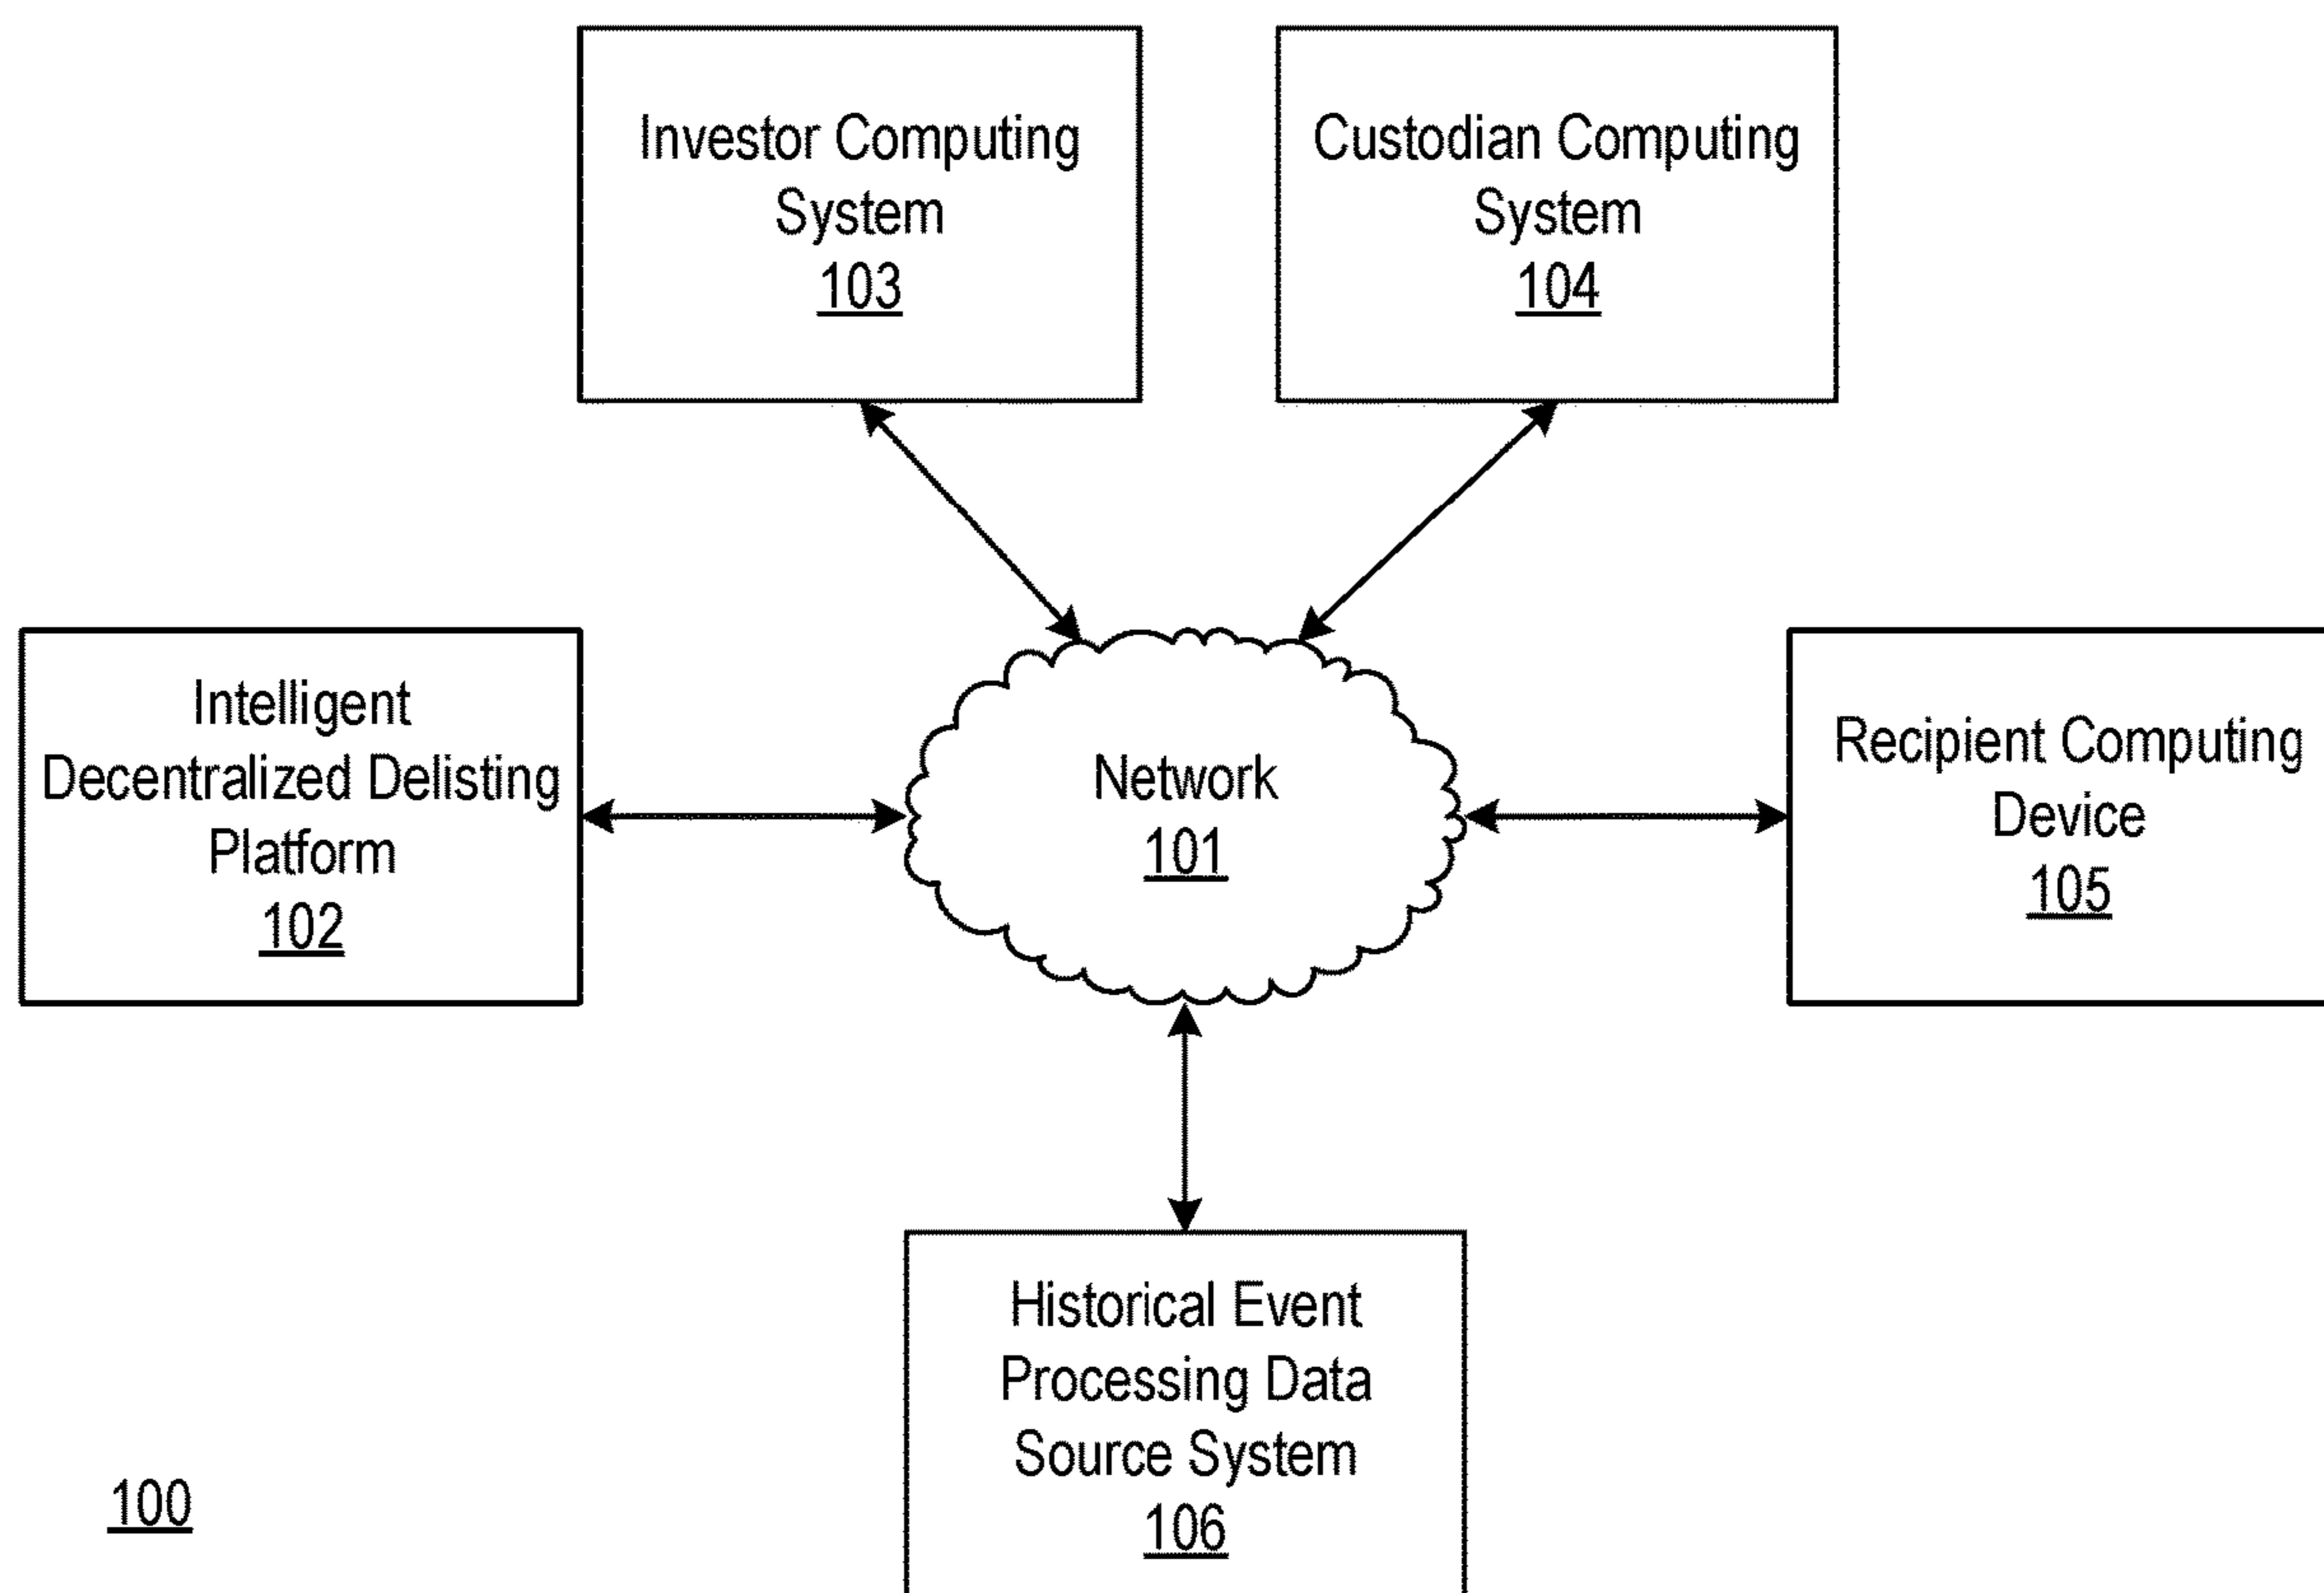 Investor Computing
System
103
Custodian Computing
System
104
Intelligent
Decentralized Delisting
Platform
102
Network
101
Recipient Computing
Device
105
Historical Event
Processing Data
Source System
106
100